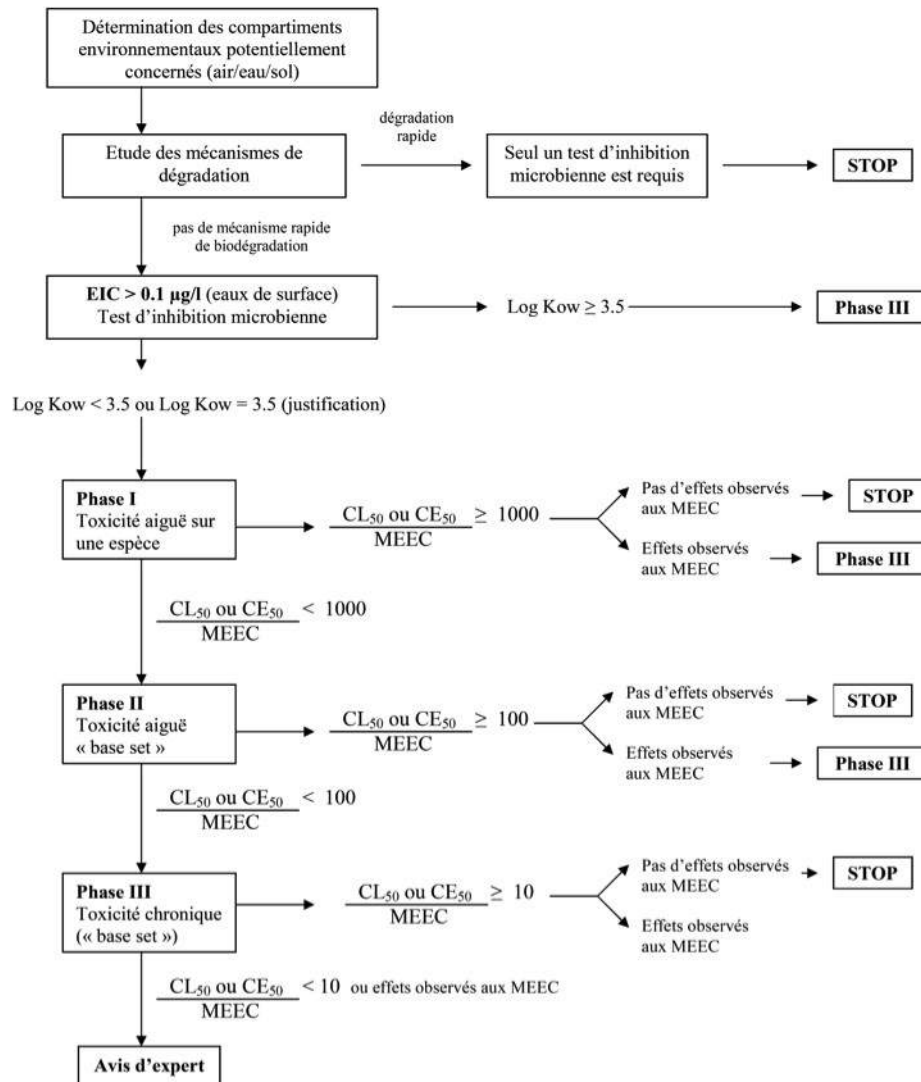 Détermination des compartiments
environnementaux potentiellement
concernés (air/eau/sol)
dégradation
rapide
Etude des mécanismes de
dégradation
Seul un test d'inhibition
microbienne est requis
STOP
pas de mécanisme rapide
de biodégradation
EIC > 0.1 µg/l (eaux de surface)
Test d'inhibition microbienne
Log Kow ≥ 3.5
Phase III
Log Kow < 3.5 ou Log Kow = 3.5 (justification)
Phase I
Toxicité aiguë sur
une espèce
CL₅₀ ou CE₅₀ ≥ 1000
MEEC
Pas d'effets observés
aux MEEC
STOP
Effets observés
aux MEEC
Phase III
CL₅₀ ou CE₅₀ < 1000
MEEC
Phase II
Toxicité aiguë
« base set »
CL₅₀ ou CE₅₀ ≥ 100
MEEC
Pas d'effets observés
aux MEEC
STOP
Effets observés
aux MEEC
Phase III
CL₅₀ ou CE₅₀ < 100
MEEC
Phase III
Toxicité chronique
(« base set »)
CL₅₀ ou CE₅₀ ≥ 10
MEEC
Pas d'effets observés
aux MEEC
STOP
Effets observés
aux MEEC
CL₅₀ ou CE₅₀ < 10 ou effets observés aux MEEC
MEEC
Avis d'expert